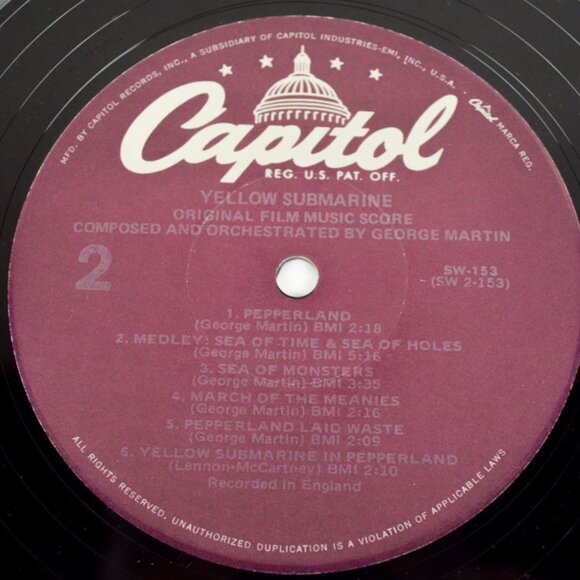 MFD. BY CAPITOL RECORDS, INC., A SUBSIDIARY OF CAPITOL INDUSTRIES-EMI, INC., U.S.A.
Capitol MARCA REG.
Capitol
REG. U.S. PAT. OFF.
YELLOW SUBMARINE
ORIGINAL FILM MUSIC SCORE
COMPOSED AND ORCHESTRATED BY GEORGE MARTIN
2
SW-153
(SW 2-153)
1. PEPPERLAND
(George Martin) BMI 2:18
2. MEDLEY: SEA OF TIME & SEA OF HOLES
(George Martin) BMI 5:16
3. SEA OF MONSTERS
(George Martin) BMI 3:35
4. MARCH OF THE MEANIES
(George Martin) BMI 2:16
5. PEPPERLAND LAID WASTE
(George Martin) BMI 2:09
6. YELLOW SUBMARINE IN PEPPERLAND
(Lennon-McCartney) BMI 2:10
Recorded in England
ALL RIGHTS RESERVED. UNAUTHORIZED DUPLICATION IS A VIOLATION OF APPLICABLE LAWS